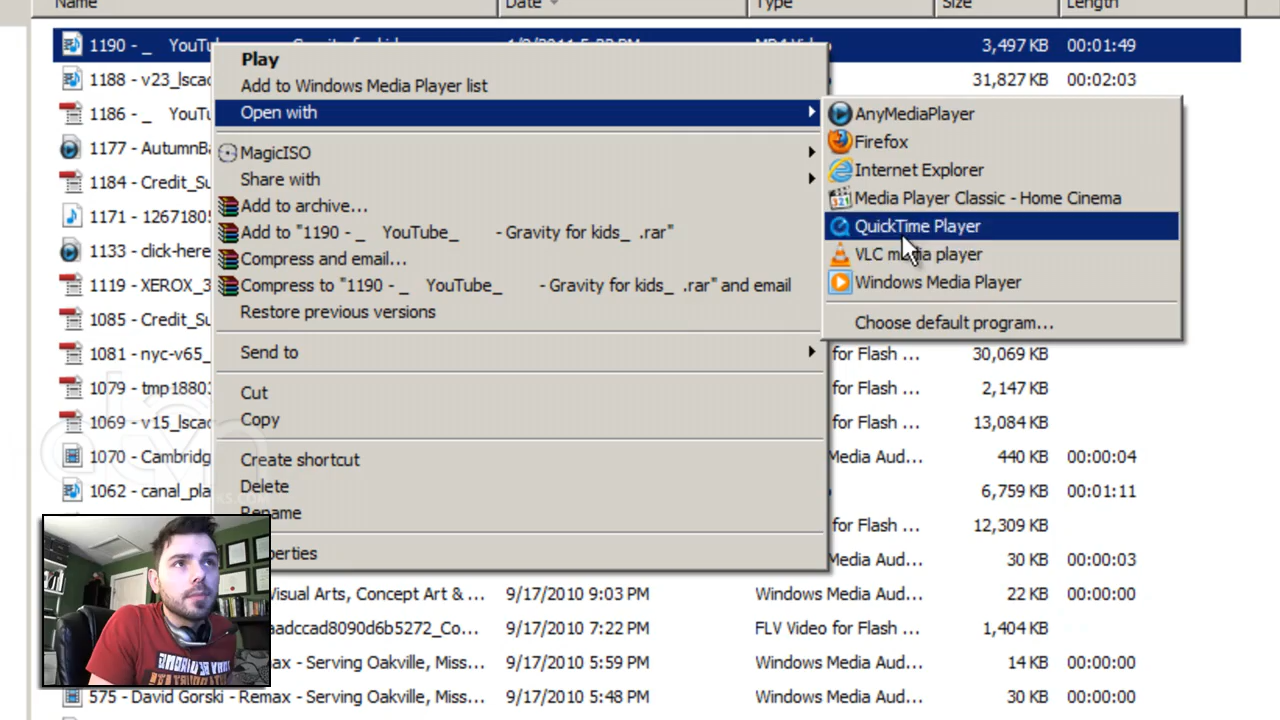 Name Date Type Size Length
1190 - _ YouTu 3,497 KB 00:01:49
Play
1188 - v23_lscac 31,827 KB 00:02:03
Add to Windows Media Player list
1186 - _ YouT
Open with
AnyMediaPlayer
Firefox
1177 - AutumnBa
MagicISO
Internet Explorer
1184 - Credit_Su
Share with
Media Player Classic - Home Cinema
1171 - 12671805
Add to archive...
QuickTime Player
Add to "1190 - _ YouTube_ - Gravity for kids_ .rar"
1133 - click-here
Compress and email...
VLC media player
1119 - XEROX_3
Compress to "1190 - _ YouTube_ - Gravity for kids_ .rar" and email
Windows Media Player
1085 - Credit_S
Restore previous versions
Choose default program...
1081 - nyc-v65_ for Flash ... 30,069 KB
Send to
1079 - tmp18803 for Flash ... 2,147 KB
Cut
1069 - v15_lsca for Flash ... 13,084 KB
Copy
1070 - Cambridg Media Aud... 440 KB 00:00:04
Create shortcut
1062 - canal_pla 6,759 KB 00:01:11
Delete
Rename
for Flash ... 12,309 KB
operties
Media Aud... 30 KB 00:00:03
Visual Arts, Concept Art & ... 9/17/2010 9:03 PM Windows Media Aud... 22 KB 00:00:00
aadccad8090d6b5272_Co... 9/17/2010 7:22 PM FLV Video for Flash ... 1,404 KB
max - Serving Oakville, Miss... 9/17/2010 5:59 PM Windows Media Aud... 14 KB 00:00:00
575 - David Gorski - Remax - Serving Oakville, Miss... 9/17/2010 5:48 PM Windows Media Aud... 30 KB 00:00:00